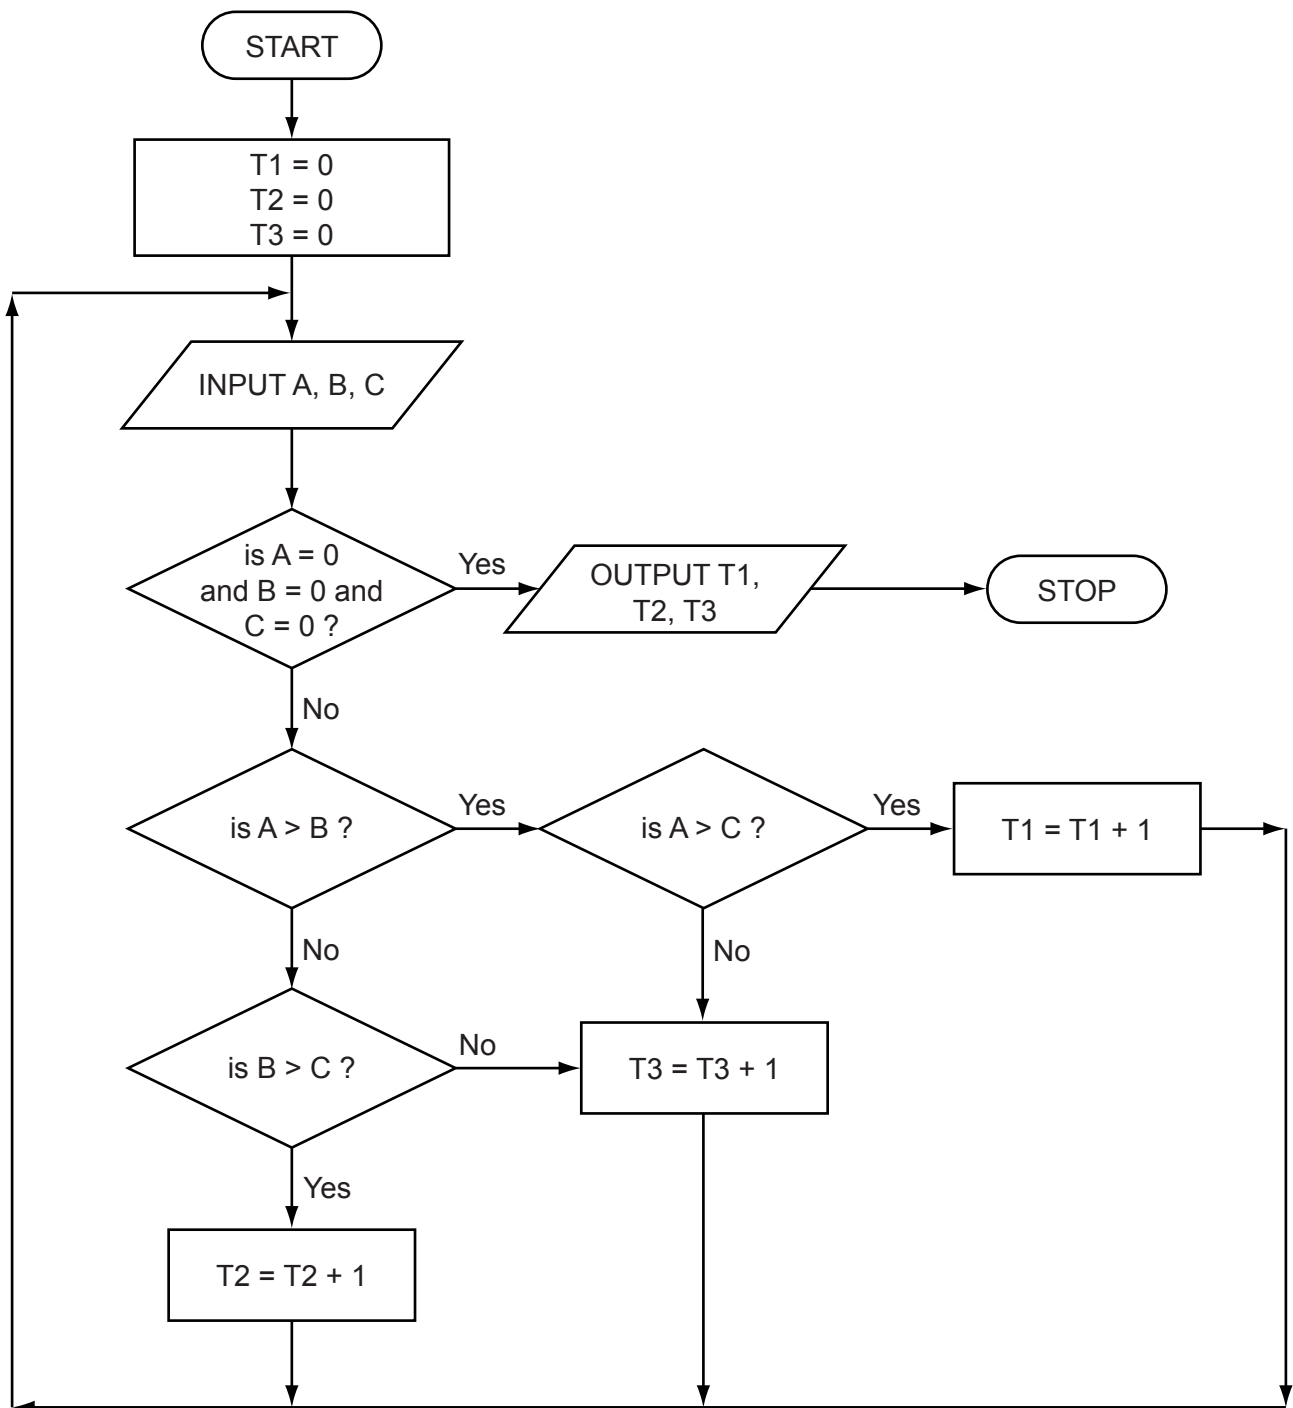 START
T1 = 0
T2 = 0
T3 = 0
INPUT A, B, C
is A = 0
and B = 0 and
C = 0 ?
Yes
OUTPUT T1,
T2, T3
STOP
No
is A > B ?
Yes
is A > C ?
Yes
T1 = T1 + 1
No
No
is B > C ?
No
T3 = T3 + 1
Yes
T2 = T2 + 1